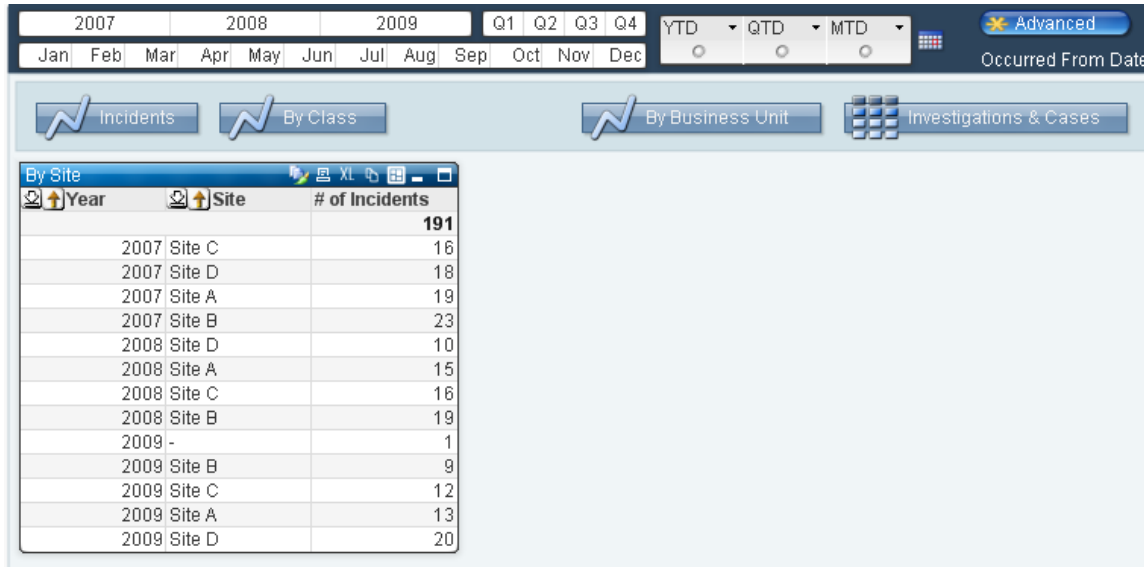 2007 2008 2009 Q1 Q2 Q3 Q4 YTD QTD MTD Advanced
Jan Feb Mar Apr May Jun Jul Aug Sep Oct Nov Dec Occurred From Date
Incidents By Class By Business Unit Investigations & Cases
By Site XL
Year Site # of Incidents
191
2007 Site C 16
2007 Site D 18
2007 Site A 19
2007 Site B 23
2008 Site D 10
2008 Site A 15
2008 Site C 16
2008 Site B 19
2009 - 1
2009 Site B 9
2009 Site C 12
2009 Site A 13
2009 Site D 20